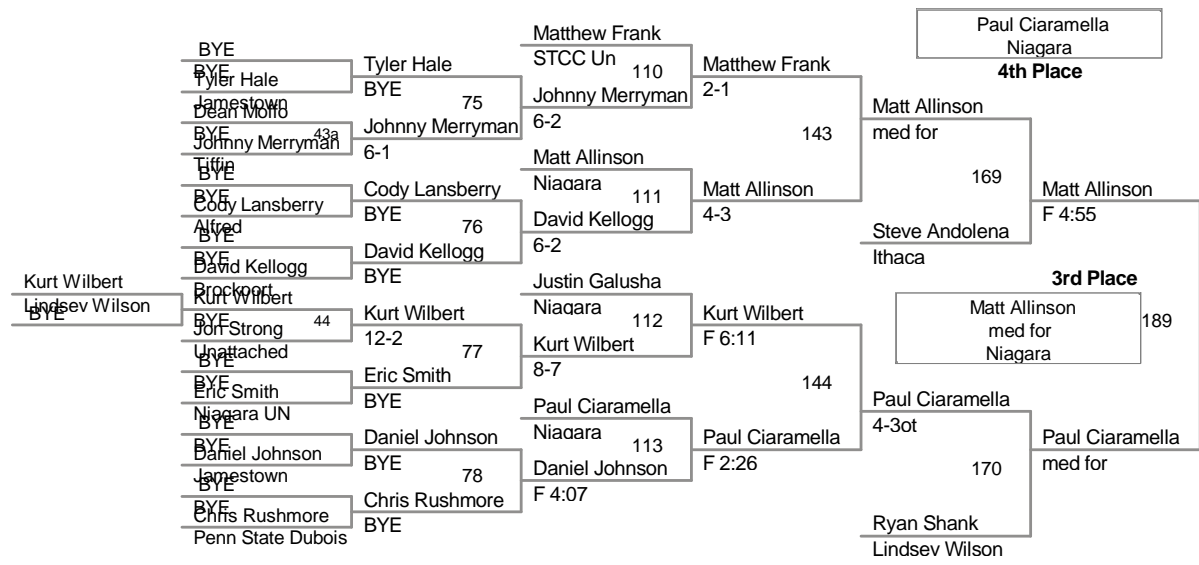 Kurt Wilbert
Lindsey Wilson
BYE
BYE
BYE
Tyler Hale
Jamestown
Dean Molfo
BYE
43a
Johnny Merryman
Tiffin
BYE
BYE
Cody Lansberry
Alfred
BYE
BYE
David Kellogg
Brockport
Kurt Wilbert
BYE
44
Jon Strong
Unattached
BYE
BYE
Eric Smith
Niagara UN
BYE
BYE
Daniel Johnson
Jamestown
BYE
BYE
Chris Rushmore
Penn State Dubois
Tyler Hale
BYE
75
Johnny Merryman
6-1
Cody Lansberry
BYE
76
David Kellogg
BYE
Kurt Wilbert
12-2
77
Eric Smith
BYE
Daniel Johnson
BYE
78
Chris Rushmore
BYE
Matthew Frank
STCC Un
110
Johnny Merryman
6-2
Matt Allinson
Niagara
111
David Kellogg
6-2
Justin Galusha
Niagara
112
Kurt Wilbert
8-7
Paul Ciaramella
Niagara
113
Daniel Johnson
F 4:07
Matthew Frank
2-1
143
Matt Allinson
4-3
Kurt Wilbert
F 6:11
144
Paul Ciaramella
F 2:26
Matt Allinson
med for
169
Steve Andolena
Ithaca
Paul Ciaramella
4-3ot
170
Ryan Shank
Lindsey Wilson
Matt Allinson
F 4:55
Paul Ciaramella
med for
Paul Ciaramella
Niagara
4th Place
3rd Place
Matt Allinson
med for
Niagara
189